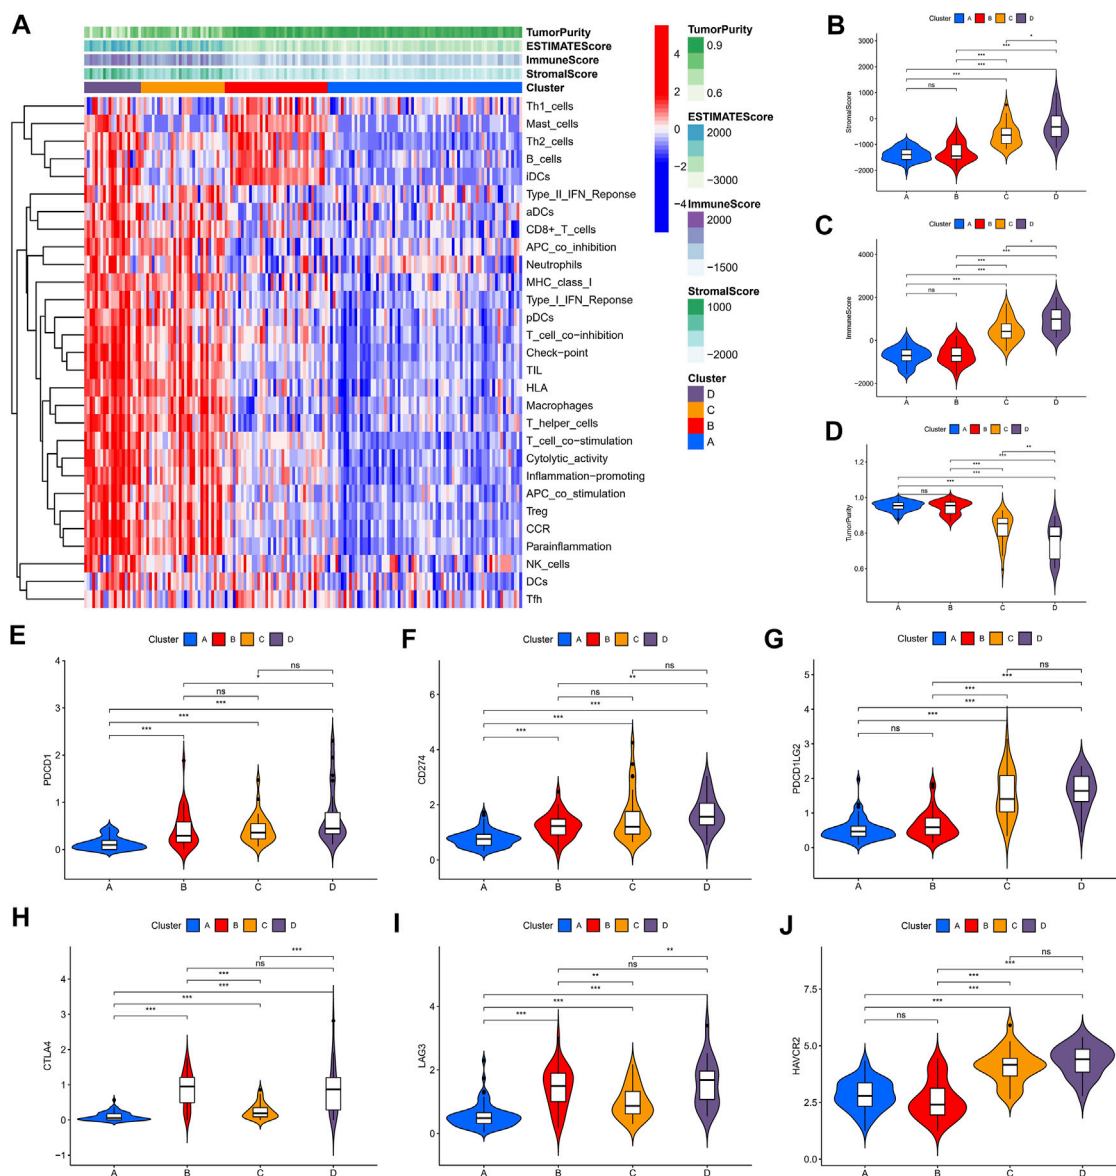 A
TumorPurity
ESTIMATEScore
ImmuneScore
StromalScore
Cluster
Th1_cells
Mast_cells
Th2_cells
B_cells
iDCs
Type_II_IFN_Reponse
aDCs
CD8+_T_cells
APC_co_inhibition
Neutrophils
MHC_class_I
Type_I_IFN_Reponse
pDCs
T_cell_co-inhibition
Check-point
TIL
HLA
Macrophages
T_helper_cells
T_cell_co-stimulation
Cytolytic_activity
Inflammation-promoting
APC_co_stimulation
Treg
CCR
Parainflammation
NK_cells
DCs
Tfh
4
2
0
−2
−4
TumorPurity
0.9
0.6
ESTIMATEScore
2000
−3000
ImmuneScore
2000
−1500
StromalScore
1000
−2000
Cluster
D
C
B
A
B
Cluster A B C D
StromalScore
3000
2000
1000
0
−1000
−2000
*
***
***
***
***
ns
A B C D
C
Cluster A B C D
ImmuneScore
4000
2000
0
−2000
*
***
***
***
***
ns
A B C D
D
Cluster A B C D
TumorPurity
1.2
1.0
0.8
0.6
**
***
***
***
***
ns
A B C D
E
Cluster A B C D
PDCD1
4
3
2
1
0
ns
*
ns
***
***
***
A B C D
F
Cluster A B C D
CD274
6
4
2
0
ns
**
ns
***
***
***
A B C D
G
Cluster A B C D
PDCD1LG2
5
4
3
2
1
0
ns
***
***
***
***
ns
A B C D
H
Cluster A B C D
CTLA4
4
3
2
1
0
−1
***
ns
***
***
***
***
A B C D
I
Cluster A B C D
LAG3
4
2
0
**
ns
**
***
***
***
A B C D
J
Cluster A B C D
HAVCR2
7.5
5.0
2.5
0.0
ns
***
***
***
***
ns
A B C D